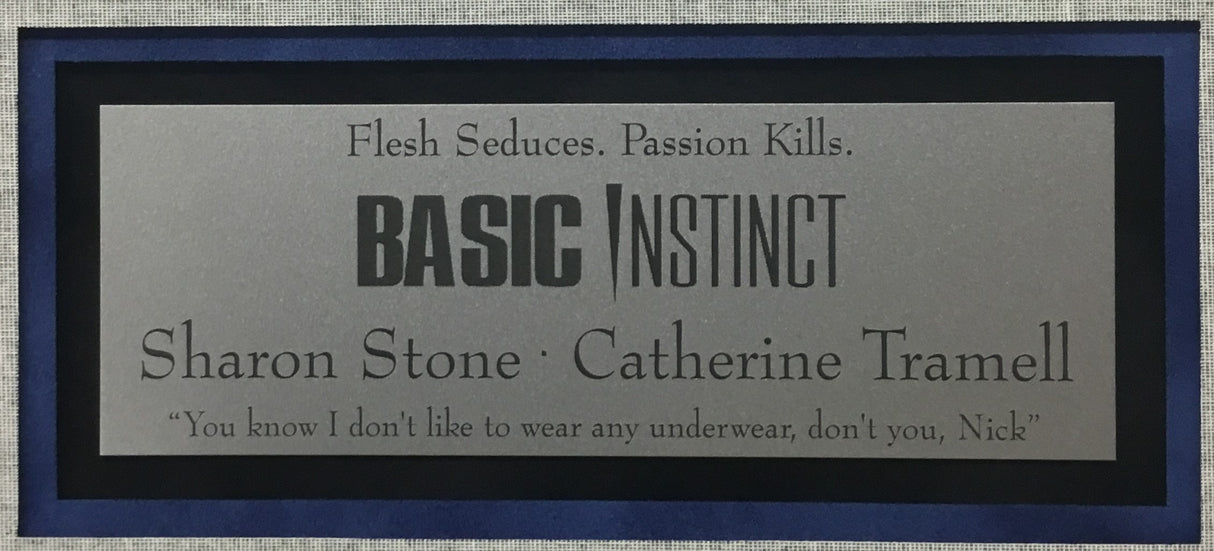 Flesh Seduces. Passion Kills.
BASIC INSTINCT
Sharon Stone · Catherine Tramell
“You know I don't like to wear any underwear, don't you, Nick”